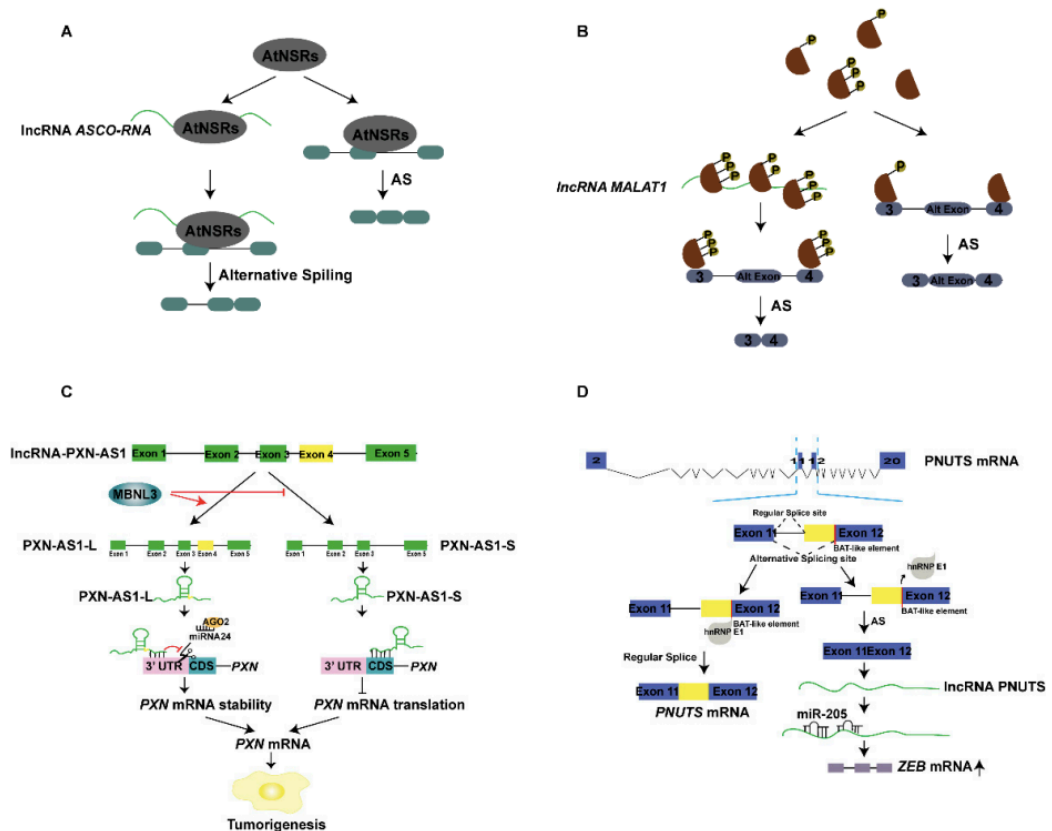 A
AtNSRs
lncRNA ASCO-RNA
AtNSRs
AtNSRs
AS
AtNSRs
Alternative Spiling
B
P
P
P
P
P
P
lncRNA MALAT1
P
P
P
P
P
P
P
P
3
Alt Exon
4
AS
3
Alt Exon
4
P
P
P
P
P
P
3
Alt Exon
4
AS
3 4
C
lncRNA-PXN-AS1
Exon 1
Exon 2
Exon 3
Exon 4
Exon 5
MBNL3
PXN-AS1-L
Exon 1
Exon 2
Exon 3
Exon 4
Exon 5
Exon 1
Exon 2
Exon 3
Exon 5
PXN-AS1-S
PXN-AS1-L
PXN-AS1-S
AGO2
miRNA24
3' UTR
CDS
PXN
3' UTR
CDS
PXN
PXN mRNA stability
PXN mRNA translation
PXN mRNA
Tumorigenesis
D
2
11
12
20
PNUTS mRNA
Regular Splice site
Exon 11
Exon 12
BAT-like element
Alternative Splicing site
hnRNP E1
Exon 11
Exon 12
BAT-like element
hnRNP E1
Exon 11
Exon 12
BAT-like element
AS
Regular Splice
Exon 11
Exon 12
PNUTS mRNA
Exon 11Exon 12
lncRNA PNUTS
miR-205
ZEB mRNA